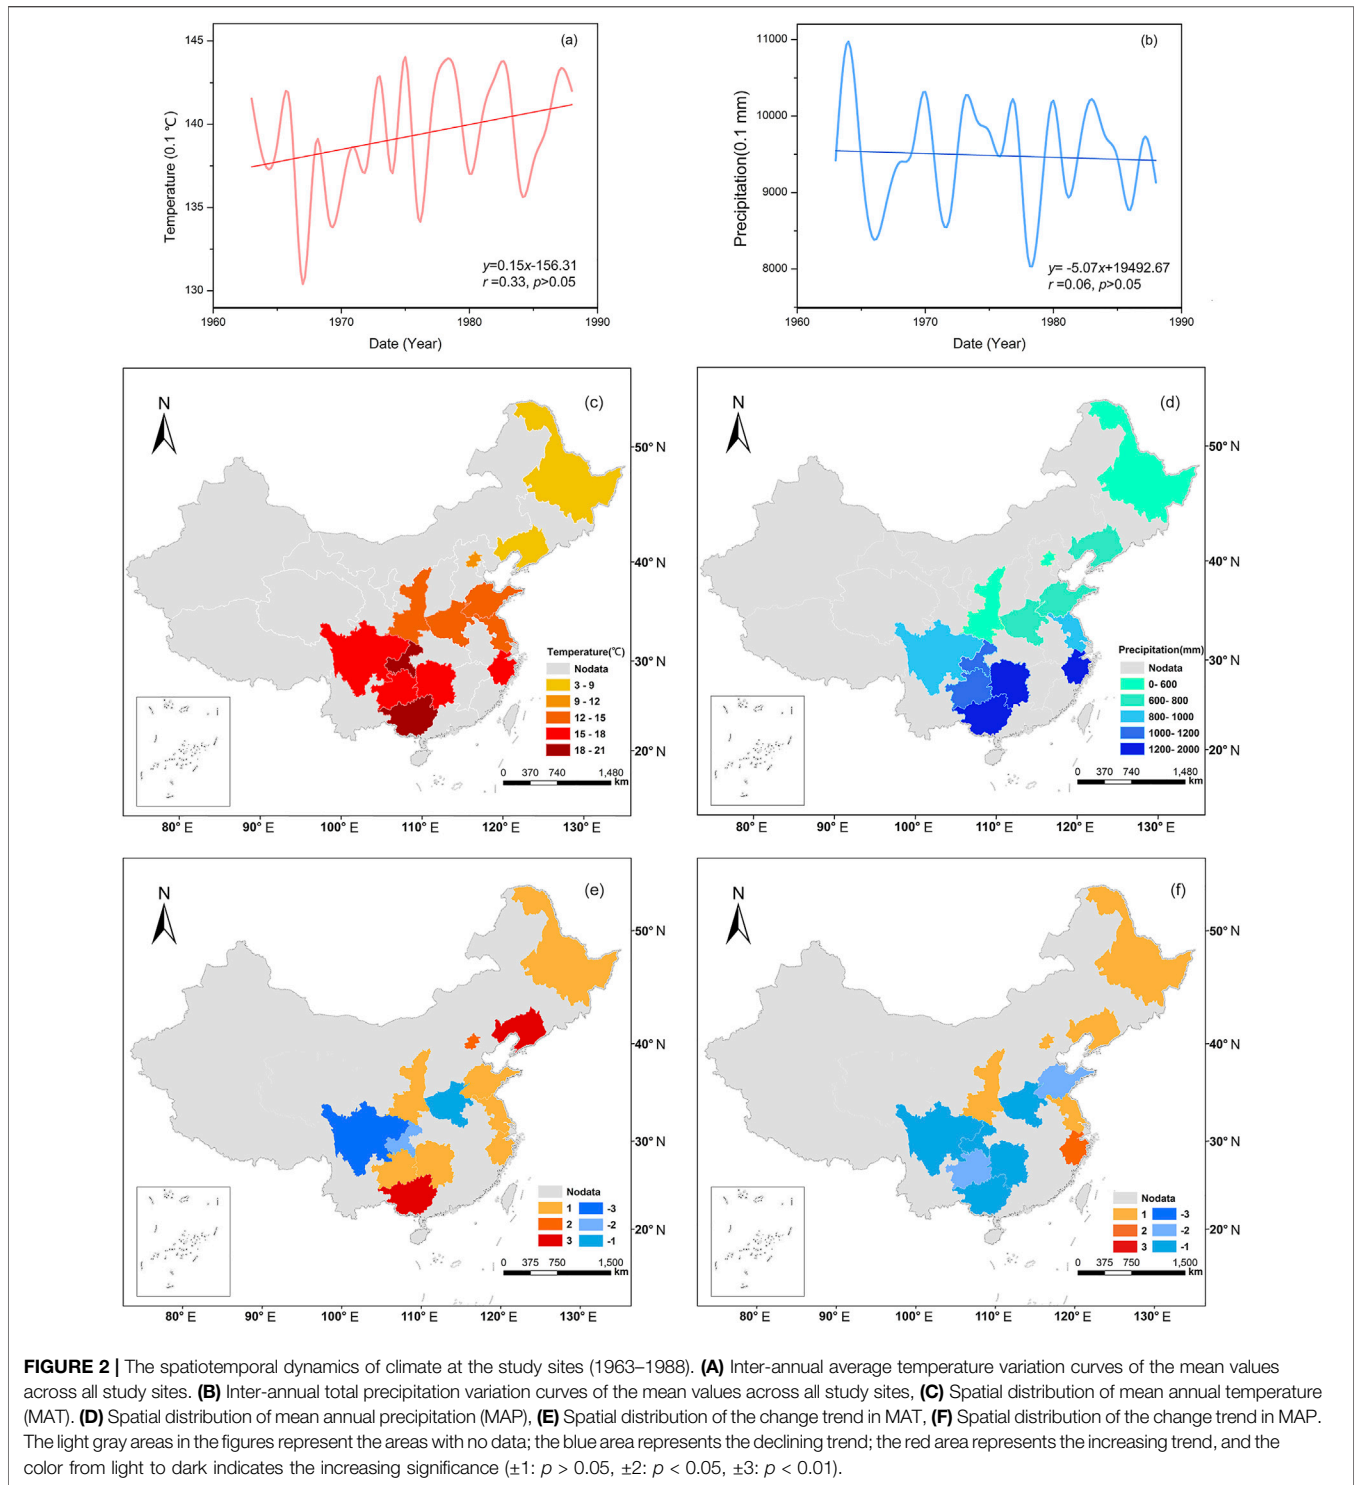 (a)
145
140
135
130
Temperature (0.1 ℃)
y=0.15x-156.31
r =0.33, p>0.05
1960 1970 1980 1990
Date (Year)
(b)
11000
10000
9000
8000
Precipitation(0.1 mm)
y= -5.07x+19492.67
r =0.06, p>0.05
1960 1970 1980 1990
Date (Year)
N
(c)
50° N
40° N
30° N
20° N
Temperature(℃)
Nodata
3 - 9
9 - 12
12 - 15
15 - 18
18 - 21
0 370 740 1,480
km
80° E 90° E 100° E 110° E 120° E 130° E
N
(d)
50° N
40° N
30° N
20° N
Precipitation(mm)
Nodata
0- 600
600- 800
800- 1000
1000- 1200
1200- 2000
0 370 740 1,480
km
80° E 90° E 100° E 110° E 120° E 130° E
N
(e)
50° N
40° N
30° N
20° N
Nodata
1 -3
2 -2
3 -1
0 375 750 1,500
km
80° E 90° E 100° E 110° E 120° E 130° E
N
(f)
50° N
40° N
30° N
20° N
Nodata
1 -3
2 -2
3 -1
0 375 750 1,500
km
80° E 90° E 100° E 110° E 120° E 130° E
FIGURE 2 | The spatiotemporal dynamics of climate at the study sites (1963–1988). (A) Inter-annual average temperature variation curves of the mean values
across all study sites. (B) Inter-annual total precipitation variation curves of the mean values across all study sites, (C) Spatial distribution of mean annual temperature
(MAT). (D) Spatial distribution of mean annual precipitation (MAP), (E) Spatial distribution of the change trend in MAT, (F) Spatial distribution of the change trend in MAP.
The light gray areas in the figures represent the areas with no data; the blue area represents the declining trend; the red area represents the increasing trend, and the
color from light to dark indicates the increasing significance (±1: p > 0.05, ±2: p < 0.05, ±3: p < 0.01).